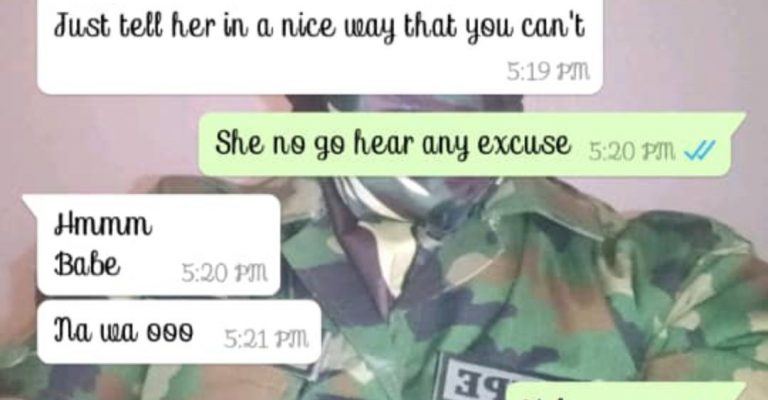 Just tell her in a nice way that you can't
5:19 PM
She no go hear any excuse 5:20 PM
Hmmm
Babe 5:20 PM
Na wa ooo 5:21 PM